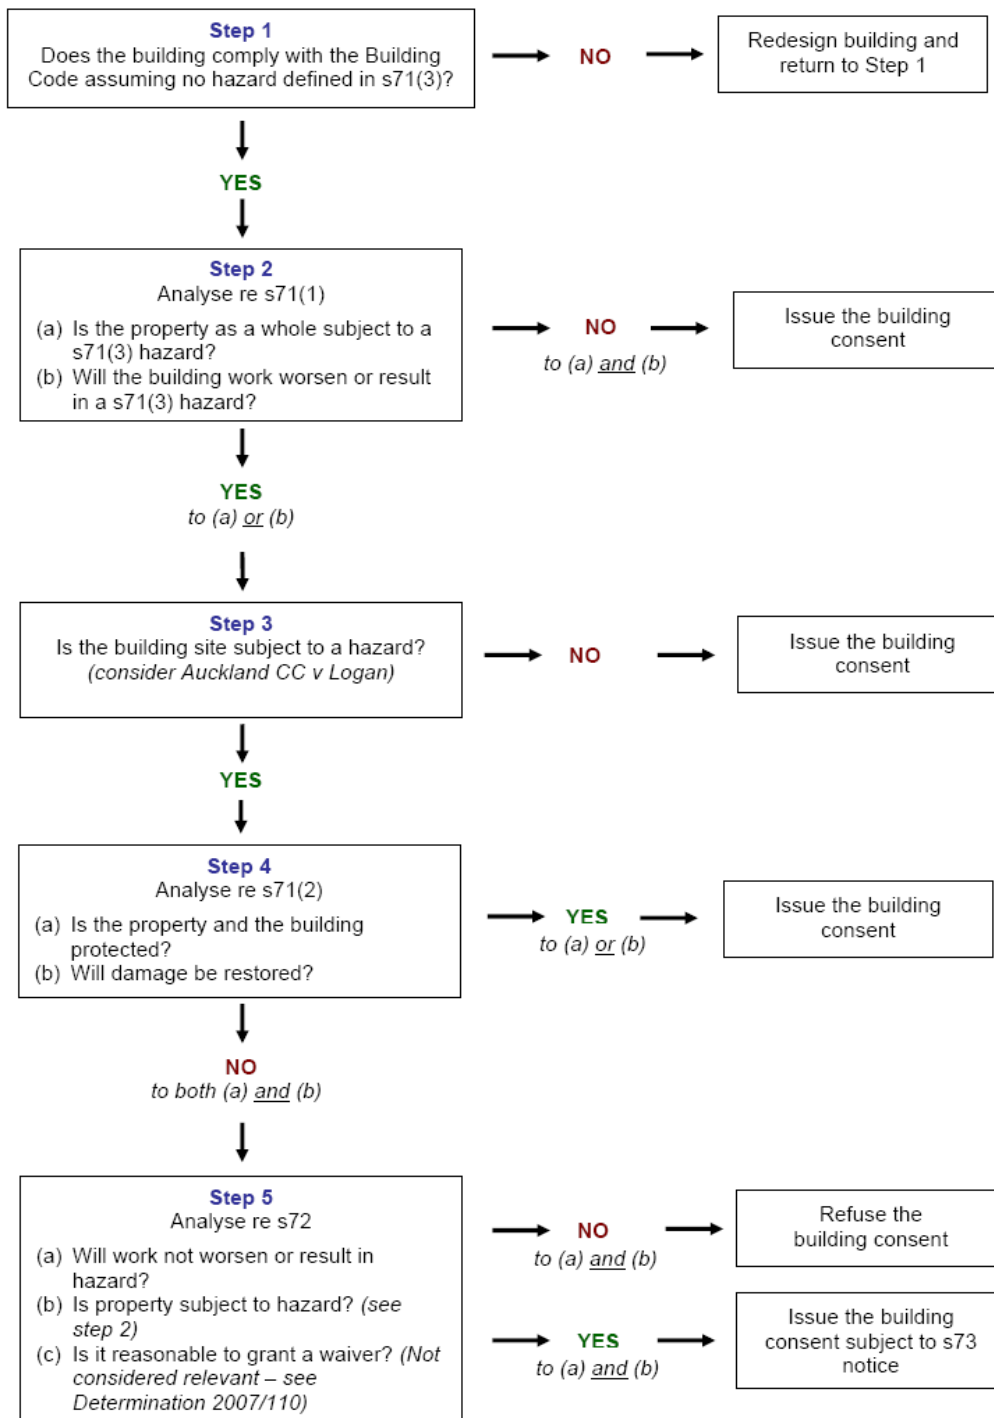 Step 1
Does the building comply with the Building
Code assuming no hazard defined in s71(3)?
NO
Redesign building and
return to Step 1
YES
Step 2
Analyse re s71(1)
(a) Is the property as a whole subject to a
s71(3) hazard?
(b) Will the building work worsen or result
in a s71(3) hazard?
NO
to (a) and (b)
Issue the building
consent
YES
to (a) or (b)
Step 3
Is the building site subject to a hazard?
(consider Auckland CC v Logan)
NO
Issue the building
consent
YES
Step 4
Analyse re s71(2)
(a) Is the property and the building
protected?
(b) Will damage be restored?
YES
to (a) or (b)
Issue the building
consent
NO
to both (a) and (b)
Step 5
Analyse re s72
(a) Will work not worsen or result in
hazard?
(b) Is property subject to hazard? (see
step 2)
(c) Is it reasonable to grant a waiver? (Not
considered relevant – see
Determination 2007/110)
NO
to (a) and (b)
Refuse the
building consent
YES
to (a) and (b)
Issue the building
consent subject to s73
notice